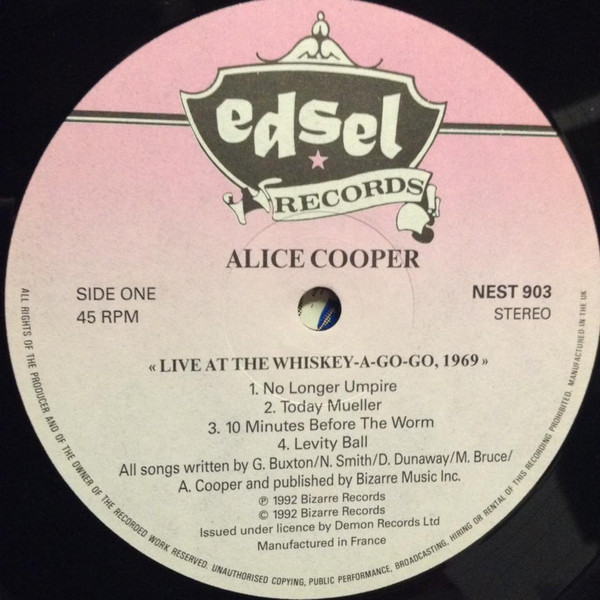 edsel
RECORDS
ALICE COOPER
SIDE ONE
45 RPM
NEST 903
STEREO
« LIVE AT THE WHISKEY-A-GO-GO, 1969 »
1. No Longer Umpire
2. Today Mueller
3. 10 Minutes Before The Worm
4. Levity Ball
All songs written by G. Buxton/N. Smith/D. Dunaway/M. Bruce/
A. Cooper and published by Bizarre Music Inc.
℗ 1992 Bizarre Records
© 1992 Bizarre Records
Issued under licence by Demon Records Ltd
Manufactured in France
ALL RIGHTS OF THE PRODUCER AND OF THE OWNER OF THE RECORDED WORK RESERVED. UNAUTHORISED COPYING, PUBLIC PERFORMANCE, BROADCASTING, HIRING OR RENTAL OF THIS RECORDING PROHIBITED. MANUFACTURED IN THE UK